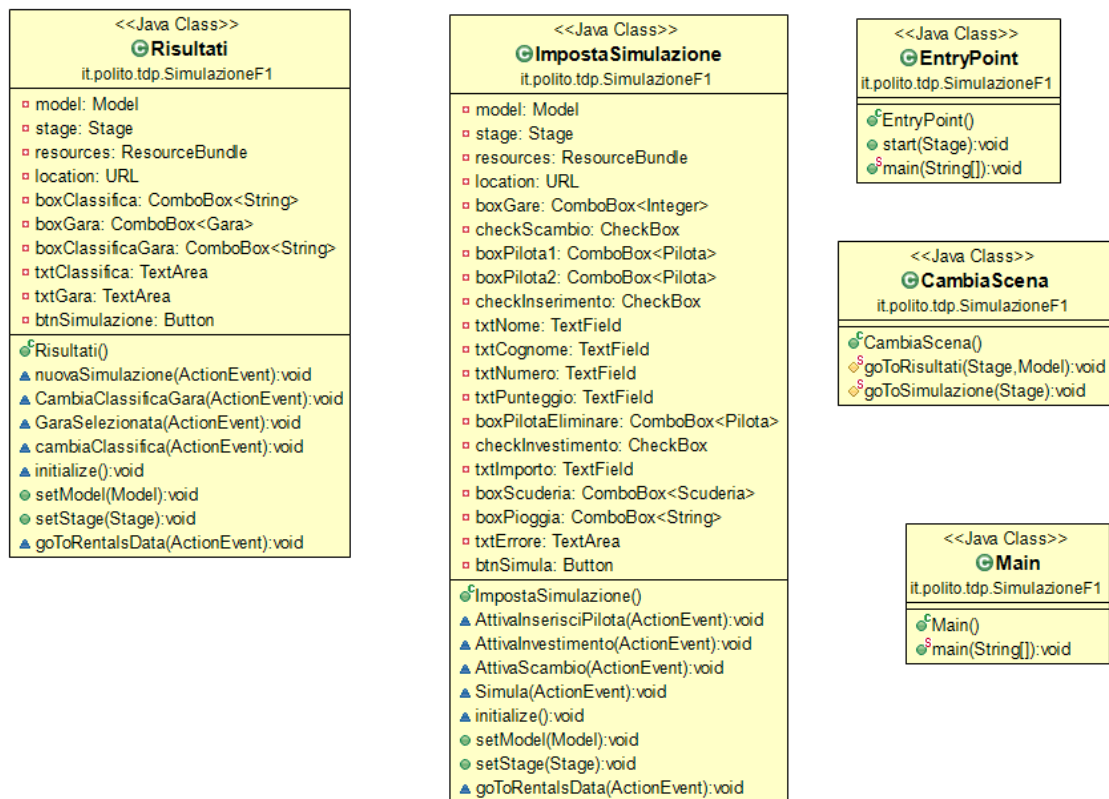 <<Java Class>>
Risultati
it.polito.tdp.SimulazioneF1
model: Model
stage: Stage
resources: ResourceBundle
location: URL
boxClassifica: ComboBox<String>
boxGara: ComboBox<Gara>
boxClassificaGara: ComboBox<String>
txtClassifica: TextArea
txtGara: TextArea
btnSimulazione: Button
Risultati()
nuovaSimulazione(ActionEvent):void
CambiaClassificaGara(ActionEvent):void
GaraSelezionata(ActionEvent):void
cambiaClassifica(ActionEvent):void
initialize():void
setModel(Model):void
setStage(Stage):void
goToRentalsData(ActionEvent):void
<<Java Class>>
ImpostaSimulazione
it.polito.tdp.SimulazioneF1
model: Model
stage: Stage
resources: ResourceBundle
location: URL
boxGare: ComboBox<Integer>
checkScambio: CheckBox
boxPilota1: ComboBox<Pilota>
boxPilota2: ComboBox<Pilota>
checkInserimento: CheckBox
txtNome: TextField
txtCognome: TextField
txtNumero: TextField
txtPunteggio: TextField
boxPilotaEliminare: ComboBox<Pilota>
checkInvestimento: CheckBox
txtImporto: TextField
boxScuderia: ComboBox<Scuderia>
boxPioggia: ComboBox<String>
txtErrore: TextArea
btnSimula: Button
ImpostaSimulazione()
AttivaInserisciPilota(ActionEvent):void
AttivaInvestimento(ActionEvent):void
AttivaScambio(ActionEvent):void
Simula(ActionEvent):void
initialize():void
setModel(Model):void
setStage(Stage):void
goToRentalsData(ActionEvent):void
<<Java Class>>
EntryPoint
it.polito.tdp.SimulazioneF1
EntryPoint()
start(Stage):void
main(String[]):void
<<Java Class>>
CambiaScena
it.polito.tdp.SimulazioneF1
CambiaScena()
goToRisultati(Stage,Model):void
goToSimulazione(Stage):void
<<Java Class>>
Main
it.polito.tdp.SimulazioneF1
Main()
main(String[]):void